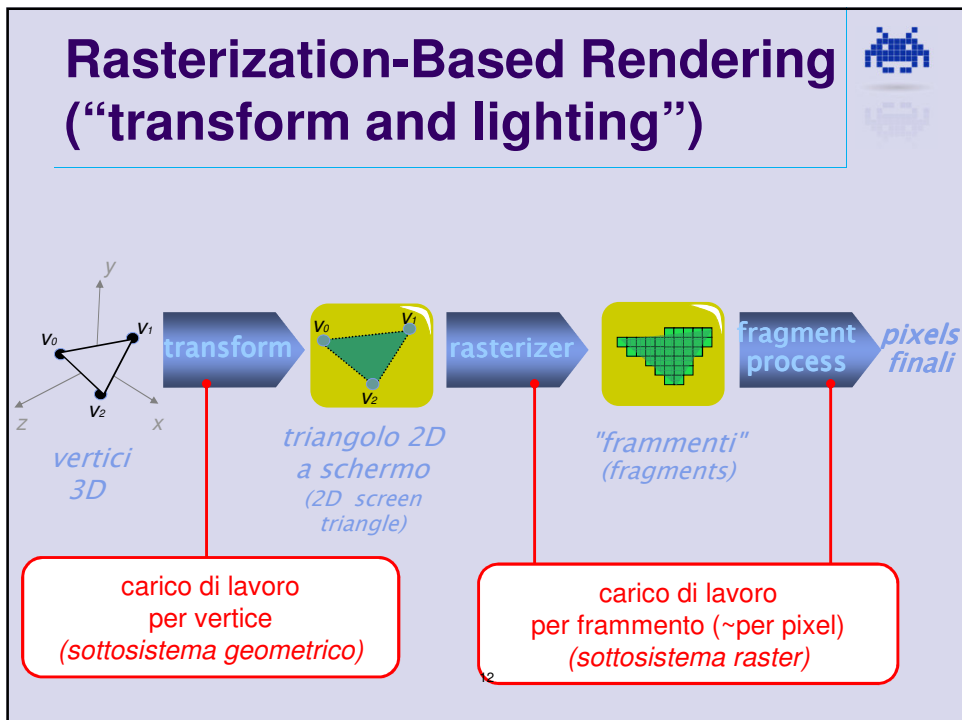 Rasterization-Based Rendering
(“transform and lighting”)
y
v0
v1
v2
z
x
transform
v0
v1
v2
rasterizer
fragment
process
pixels
finali
vertici
3D
triangolo 2D
a schermo
(2D screen
triangle)
"frammenti"
(fragments)
carico di lavoro
per vertice
(sottosistema geometrico)
carico di lavoro
per frammento (~per pixel)
(sottosistema raster)
12